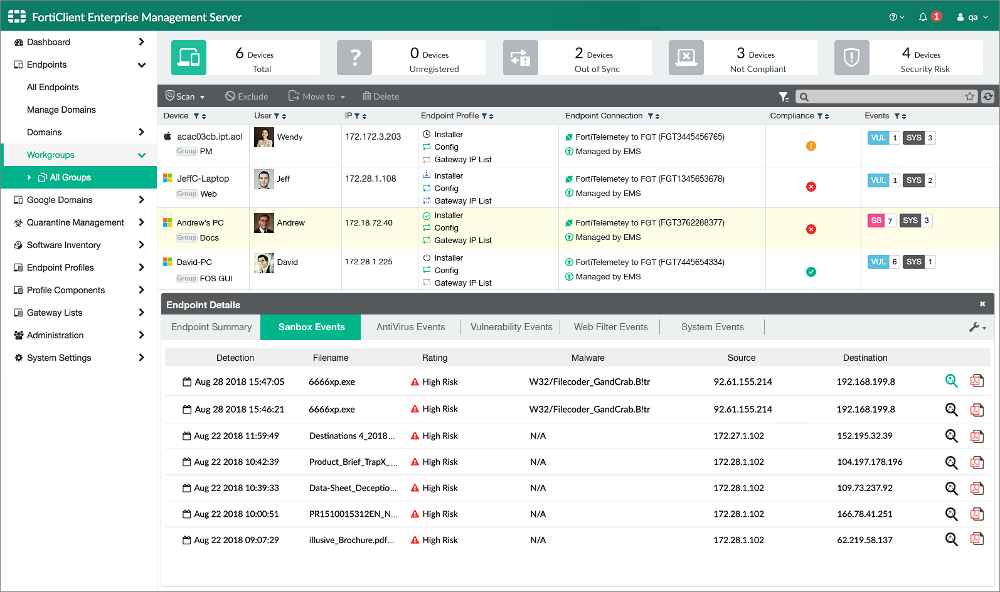 FortiClient Enterprise Management Server
1
qa
Dashboard
Endpoints
All Endpoints
Manage Domains
Domains
Workgroups
All Groups
Google Domains
Quarantine Management
Software Inventory
Endpoint Profiles
Profile Components
Gateway Lists
Administration
System Settings
6 Devices
Total
0 Devices
Unregistered
2 Devices
Out of Sync
3 Devices
Not Compliant
4 Devices
Security Risk
Scan Exclude Move to Delete
Device User IP Endpoint Profile Endpoint Connection Compliance Events
acac03cb.ipt.aol Wendy 172.172.3.203 Installer FortiTelemetey to FGT (FGT3445456765) VUL 1 SYS 3
Group PM Config Managed by EMS
Gateway IP List
JeffC-Laptop Jeff 172.28.1.108 Installer FortiTelemetey to FGT (FGT1345653678) VUL 1 SYS 2
Group Web Config Managed by EMS
Gateway IP List
Andrew's PC Andrew 172.18.72.40 Installer FortiTelemetey to FGT (FGT3762288377) SB 7 SYS 3
Group Docs Config Managed by EMS
Gateway IP List
David-PC David 172.28.1.225 Installer FortiTelemetey to FGT (FGT7445654334) VUL 6 SYS 1
Group FOS GUI Config Managed by EMS
Gateway IP List
Endpoint Details
Endpoint Summary Sanbox Events AntiVirus Events Vulnerability Events Web Filter Events System Events
Detection Filename Rating Malware Source Destination
Aug 28 2018 15:47:05 6666xp.exe High Risk W32/Filecoder_GandCrab.B!tr 92.61.155.214 192.168.199.8
Aug 28 2018 15:46:21 6666xp.exe High Risk W32/Filecoder_GandCrab.B!tr 92.61.155.214 192.168.199.8
Aug 22 2018 11:59:49 Destinations 4_2018... High Risk N/A 172.27.1.102 152.195.32.39
Aug 22 2018 10:42:39 Product_Brief_TrapX_... High Risk N/A 172.28.1.102 104.197.178.196
Aug 22 2018 10:39:33 Data-Sheet_Deceptio... High Risk N/A 172.28.1.102 109.73.237.92
Aug 22 2018 10:00:51 PR1510015312EN_N... High Risk N/A 172.28.1.102 166.78.41.251
Aug 22 2018 09:07:29 illusive_Brochure.pdf... High Risk N/A 172.28.1.102 62.219.58.137